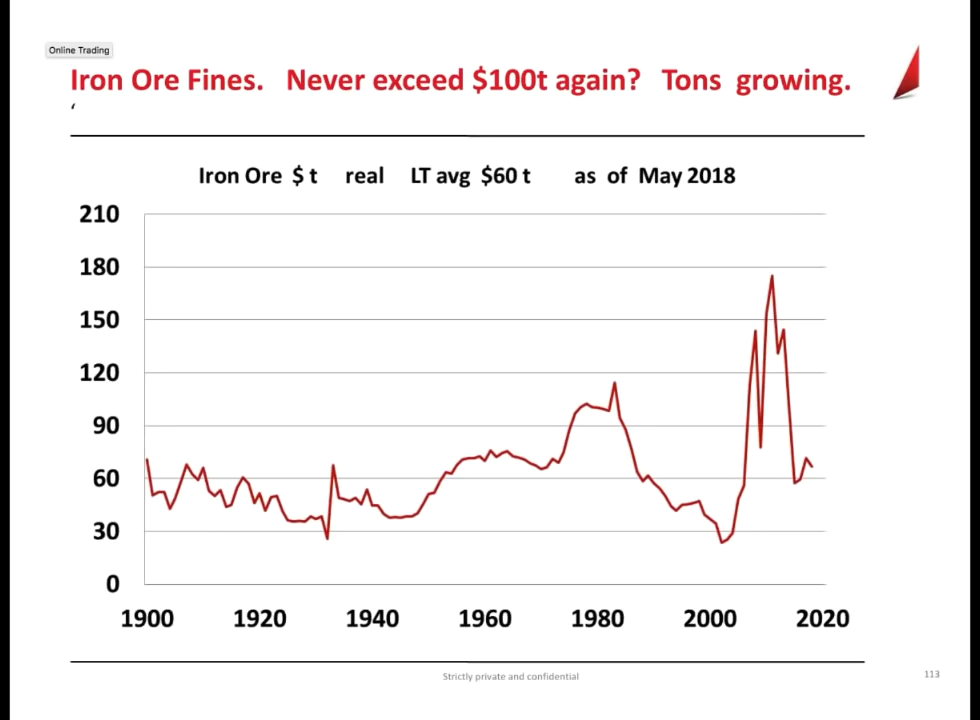 Online Trading
Iron Ore Fines. Never exceed $100t again? Tons growing.
‘
Iron Ore $ t real LT avg $60 t as of May 2018
210
180
150
120
90
60
30
0
1900 1920 1940 1960 1980 2000 2020
Strictly private and confidential
113